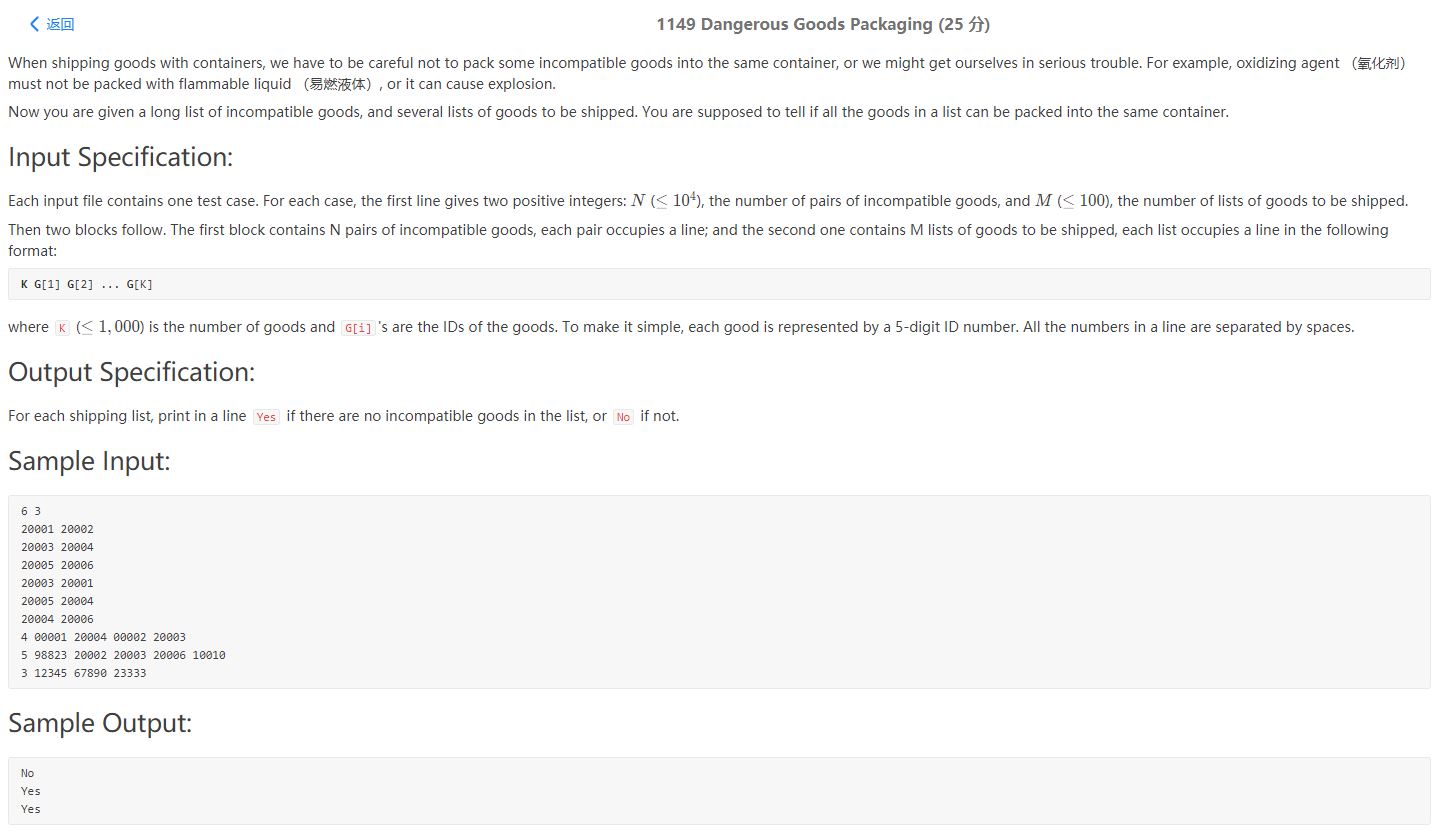 返回
1149 Dangerous Goods Packaging (25 分)
When shipping goods with containers, we have to be careful not to pack some incompatible goods into the same container, or we might get ourselves in serious trouble. For example, oxidizing agent （氧化剂）
must not be packed with flammable liquid （易燃液体）, or it can cause explosion.
Now you are given a long list of incompatible goods, and several lists of goods to be shipped. You are supposed to tell if all the goods in a list can be packed into the same container.
Input Specification:
Each input file contains one test case. For each case, the first line gives two positive integers: N (≤ 10⁴), the number of pairs of incompatible goods, and M (≤ 100), the number of lists of goods to be shipped.
Then two blocks follow. The first block contains N pairs of incompatible goods, each pair occupies a line; and the second one contains M lists of goods to be shipped, each list occupies a line in the following
format:
K G[1] G[2] ... G[K]
where K (≤ 1,000) is the number of goods and G[i] 's are the IDs of the goods. To make it simple, each good is represented by a 5-digit ID number. All the numbers in a line are separated by spaces.
Output Specification:
For each shipping list, print in a line Yes if there are no incompatible goods in the list, or No if not.
Sample Input:
6 3
20001 20002
20003 20004
20005 20006
20003 20001
20005 20004
20004 20006
4 00001 20004 00002 20003
5 98823 20002 20003 20006 10010
3 12345 67890 23333
Sample Output:
No
Yes
Yes